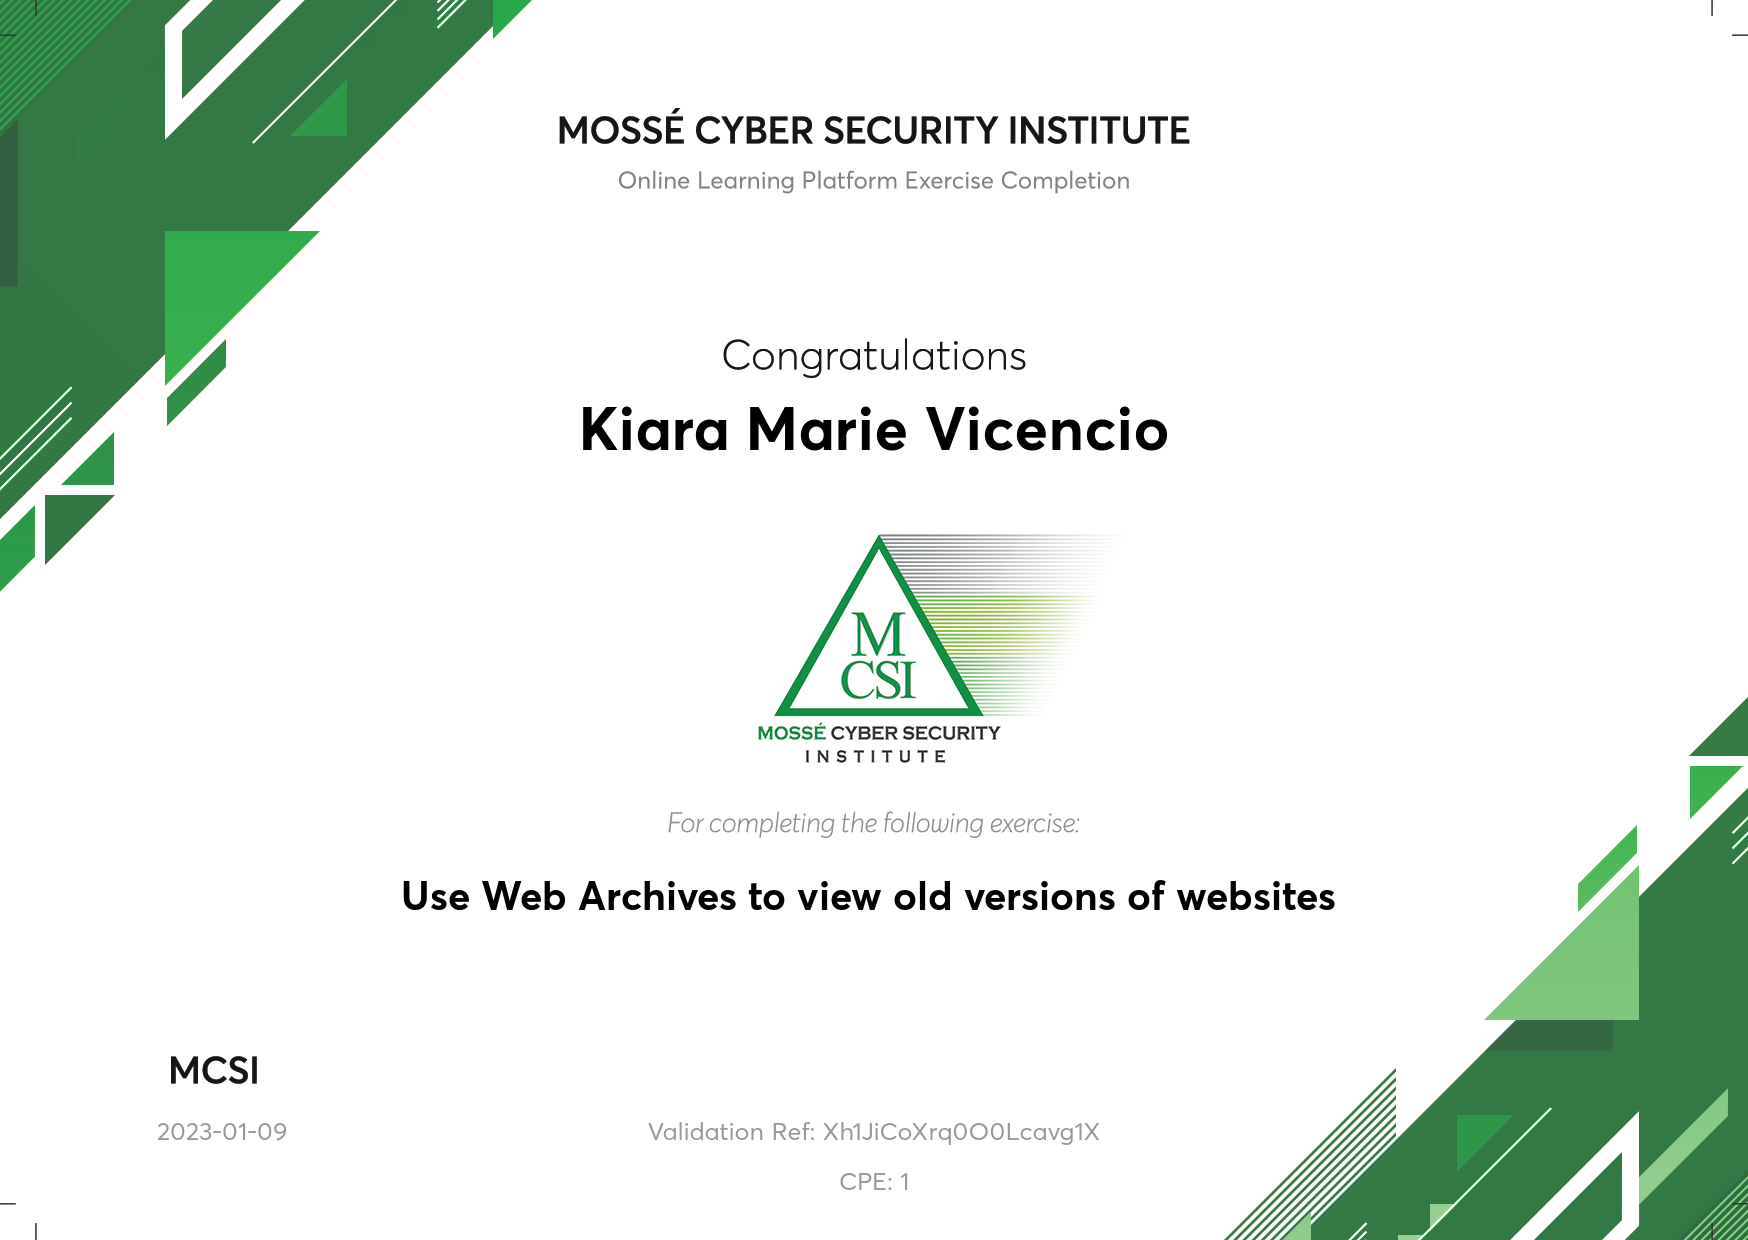 MOSSÉ CYBER SECURITY INSTITUTE
Online Learning Platform Exercise Completion
Congratulations
Kiara Marie Vicencio
M
CSI
MOSSÉ CYBER SECURITY
INSTITUTE
For completing the following exercise:
Use Web Archives to view old versions of websites
MCSI
2023-01-09
Validation Ref: Xh1JiCoXrq0O0Lcavg1X
CPE: 1